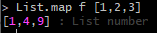 > List.map f [1,2,3]
[1,4,9] : List number